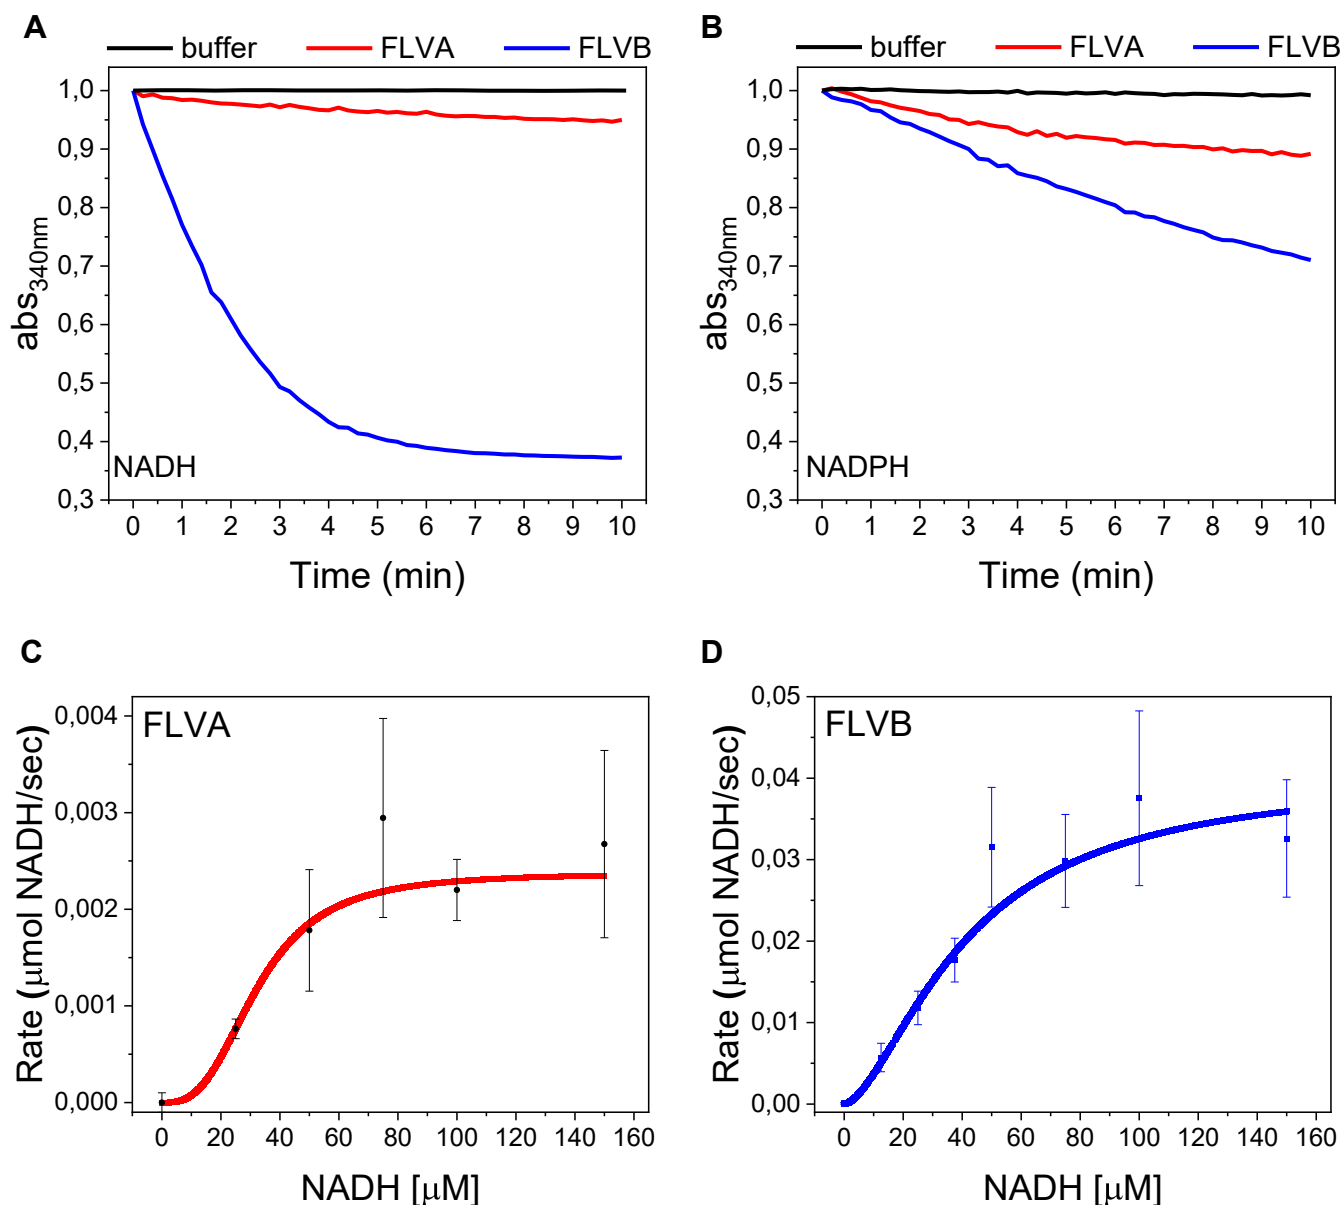 A
buffer FLVA FLVB
1,0
0,9
0,8
0,7
0,6
0,5
0,4
0,3
abs340nm
NADH
0 1 2 3 4 5 6 7 8 9 10
Time (min)
B
buffer FLVA FLVB
1,0
0,9
0,8
0,7
0,6
0,5
0,4
0,3
abs340nm
NADPH
0 1 2 3 4 5 6 7 8 9 10
Time (min)
C
FLVA
0,004
0,003
0,002
0,001
0,000
Rate (μmol NADH/sec)
0 20 40 60 80 100 120 140 160
NADH [μM]
D
FLVB
0,05
0,04
0,03
0,02
0,01
0,00
Rate (μmol NADH/sec)
0 20 40 60 80 100 120 140 160
NADH [μM]